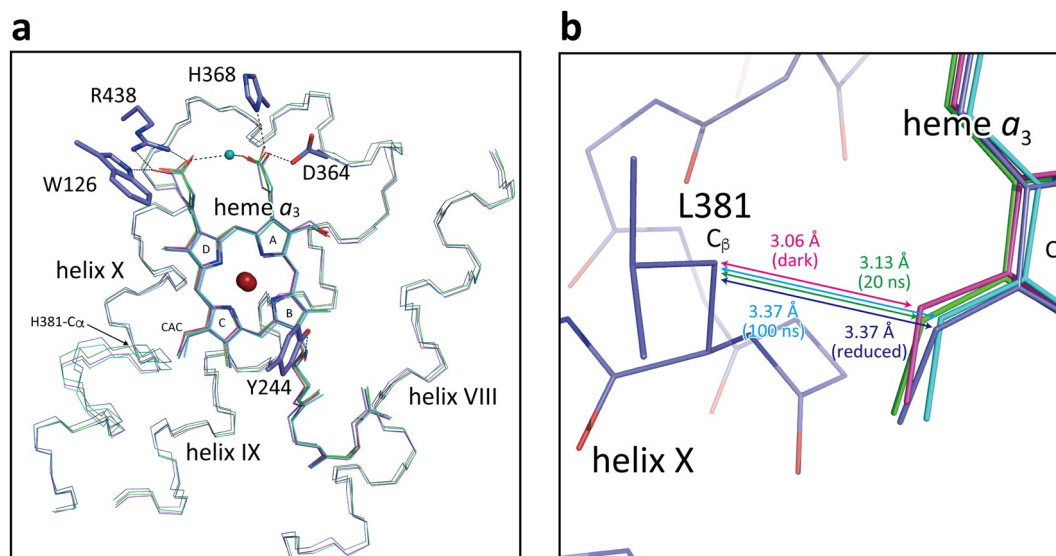 a
H368
R438
W126
D364
heme a₃
D
A
C
B
helix X
H381-Cα
CAC
Y244
helix IX
helix VIII
b
heme a₃
L381
Cβ
3.06 Å
(dark)
3.13 Å
(20 ns)
3.37 Å
(100 ns)
3.37 Å
(reduced)
helix X